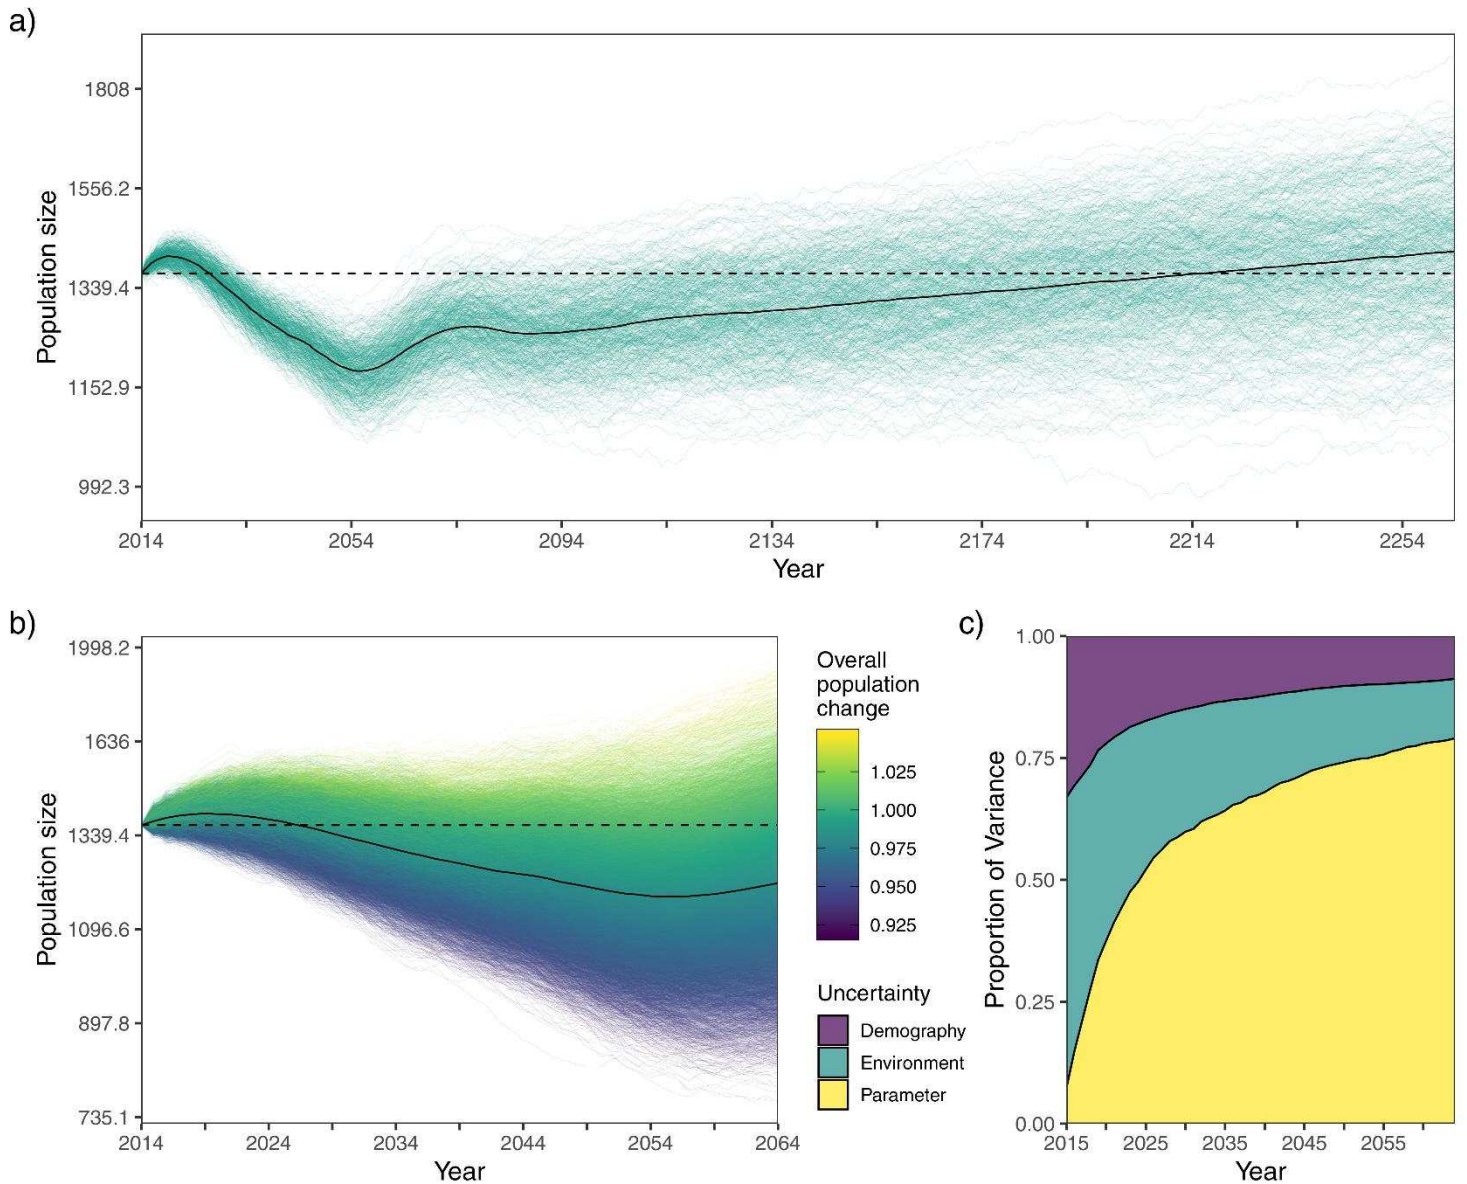 a)
Population size
1808
1556.2
1339.4
1152.9
992.3
2014 2054 2094 2134 2174 2214 2254
Year
b)
Population size
1998.2
1636
1339.4
1096.6
897.8
735.1
2014 2024 2034 2044 2054 2064
Year
Overall
population
change
1.025
1.000
0.975
0.950
0.925
Uncertainty
Demography
Environment
Parameter
c)
Proportion of Variance
1.00
0.75
0.50
0.25
0.00
2015 2025 2035 2045 2055
Year